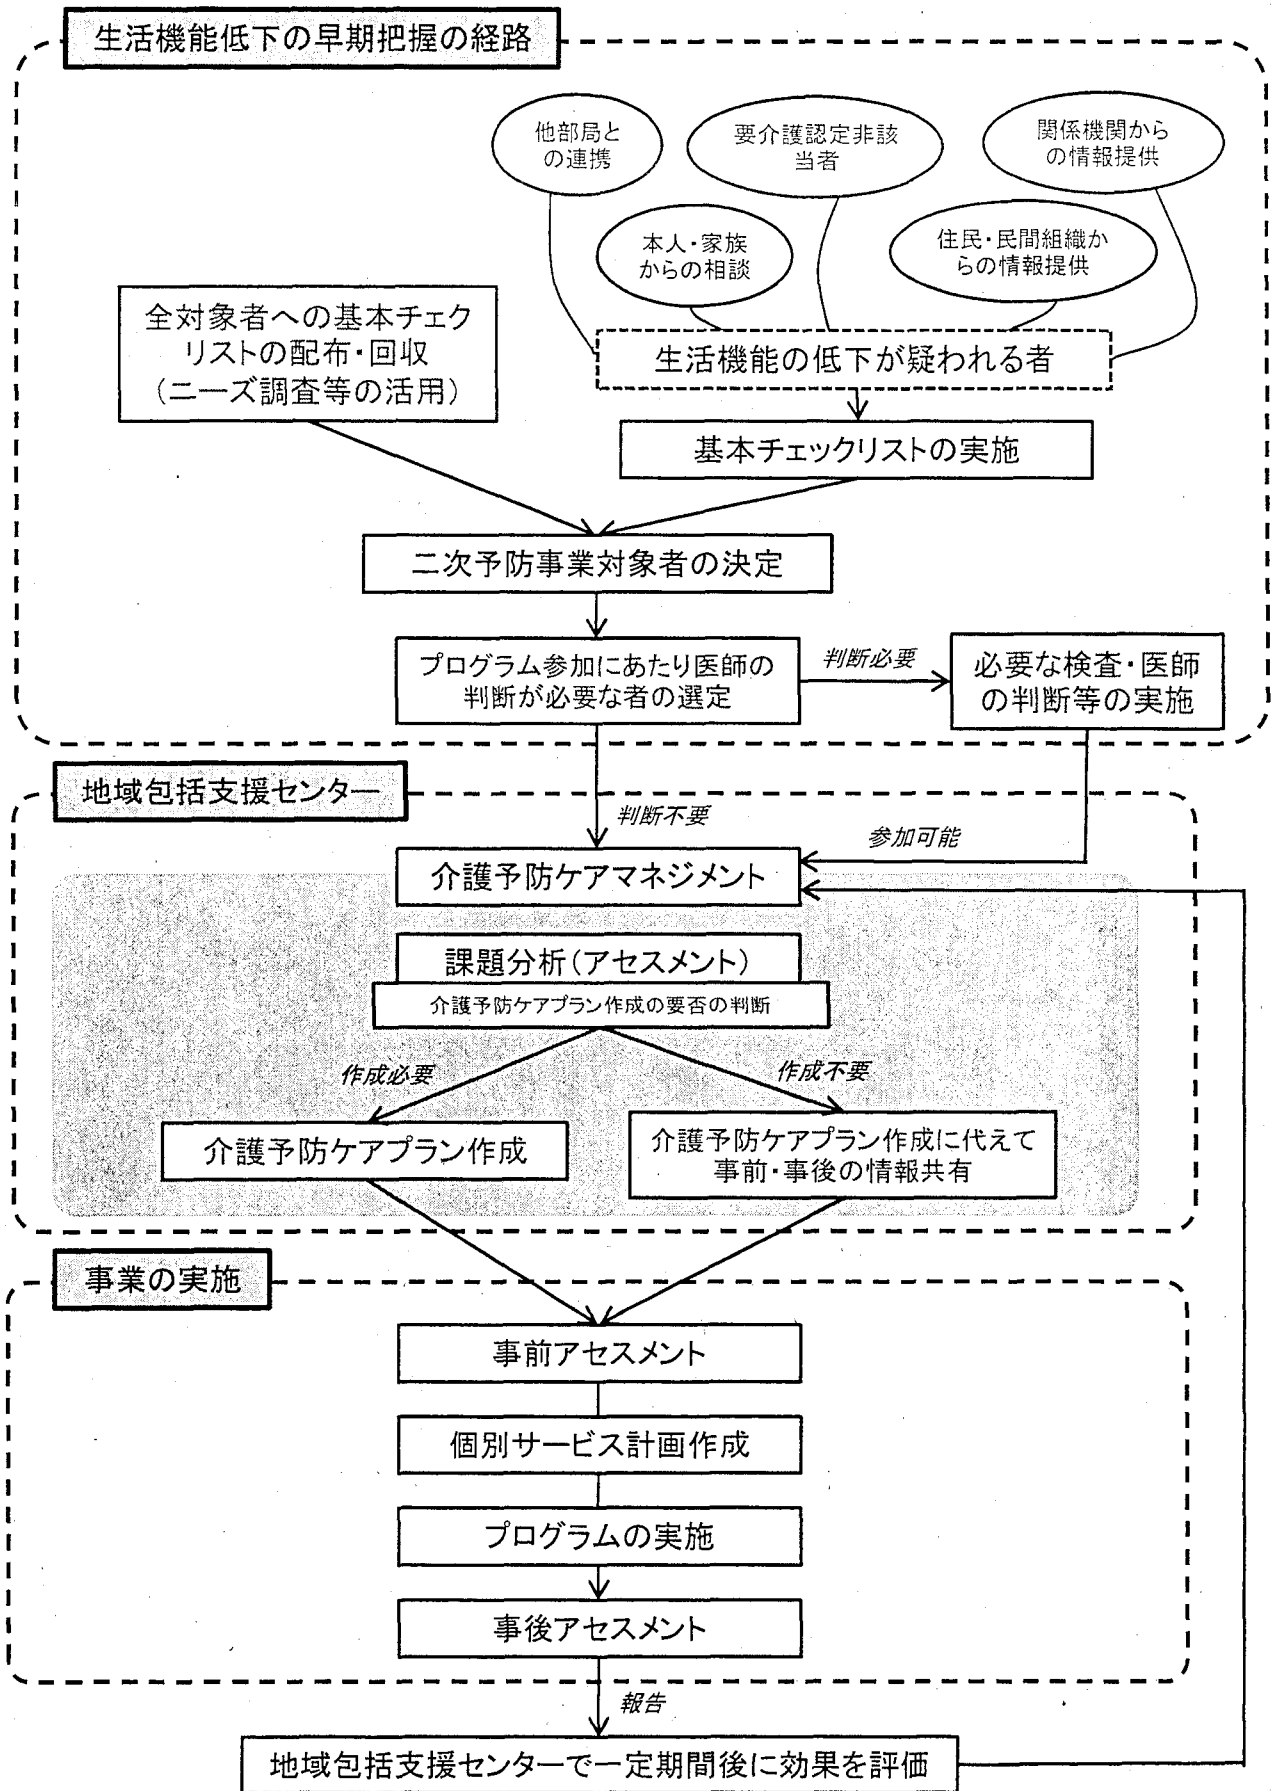 生活機能低下の早期把握の経路
他部局と
の連携
要介護認定非該
当者
関係機関から
の情報提供
本人・家族
からの相談
住民・民間組織か
らの情報提供
全対象者への基本チェク
リストの配布・回収
(ニーズ調査等の活用)
生活機能の低下が疑われる者
基本チェックリストの実施
二次予防事業対象者の決定
プログラム参加にあたり医師の
判断が必要な者の選定
判断必要
必要な検査・医師
の判断等の実施
地域包括支援センター
判断不要
参加可能
介護予防ケアマネジメント
課題分析(アセスメント)
介護予防ケアプラン作成の要否の判断
作成必要
作成不要
介護予防ケアプラン作成
介護予防ケアプラン作成に代えて
事前・事後の情報共有
事業の実施
事前アセスメント
個別サービス計画作成
プログラムの実施
事後アセスメント
報告
地域包括支援センターで一定期間後に効果を評価